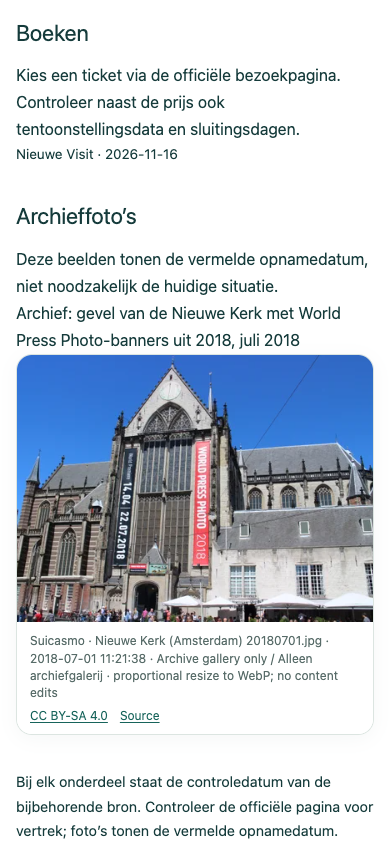 Boeken
Kies een ticket via de officiële bezoekpagina.
Controleer naast de prijs ook
tentoonstellingsdata en sluitingsdagen.
Nieuwe Visit · 2026-11-16
Archieffoto’s
Deze beelden tonen de vermelde opnamedatum,
niet noodzakelijk de huidige situatie.
Archief: gevel van de Nieuwe Kerk met World
Press Photo-banners uit 2018, juli 2018
14.04 / 22.07.2018
WORLD PRESS PHOTO 2018
Suicasmo · Nieuwe Kerk (Amsterdam) 20180701.jpg ·
2018-07-01 11:21:38 · Archive gallery only / Alleen
archiefgalerij · proportional resize to WebP; no content
edits
CC BY-SA 4.0 Source
Bij elk onderdeel staat de controledatum van de
bijbehorende bron. Controleer de officiële pagina voor
vertrek; foto’s tonen de vermelde opnamedatum.